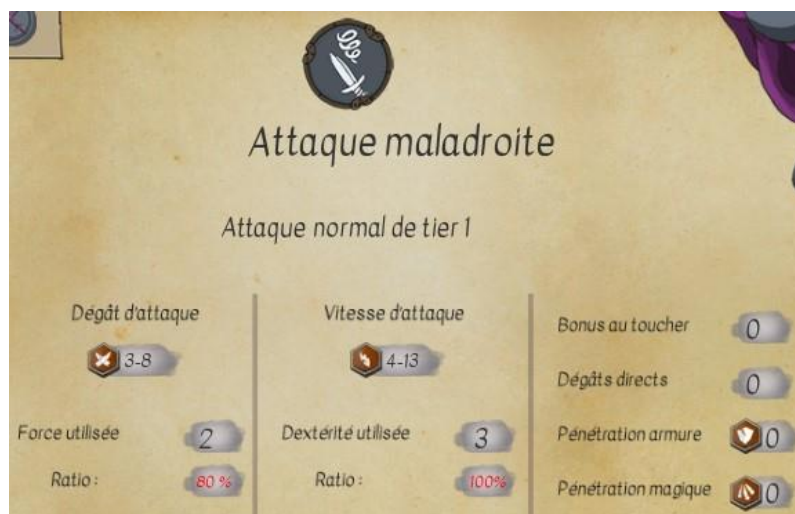 Attaque maladroite
Attaque normal de tier 1
Dégât d'attaque
3-8
Force utilisée 2
Ratio : 80 %
Vitesse d'attaque
4-13
Dextérité utilisée 3
Ratio : 100%
Bonus au toucher 0
Dégâts directs 0
Pénétration armure 0
Pénétration magique 0